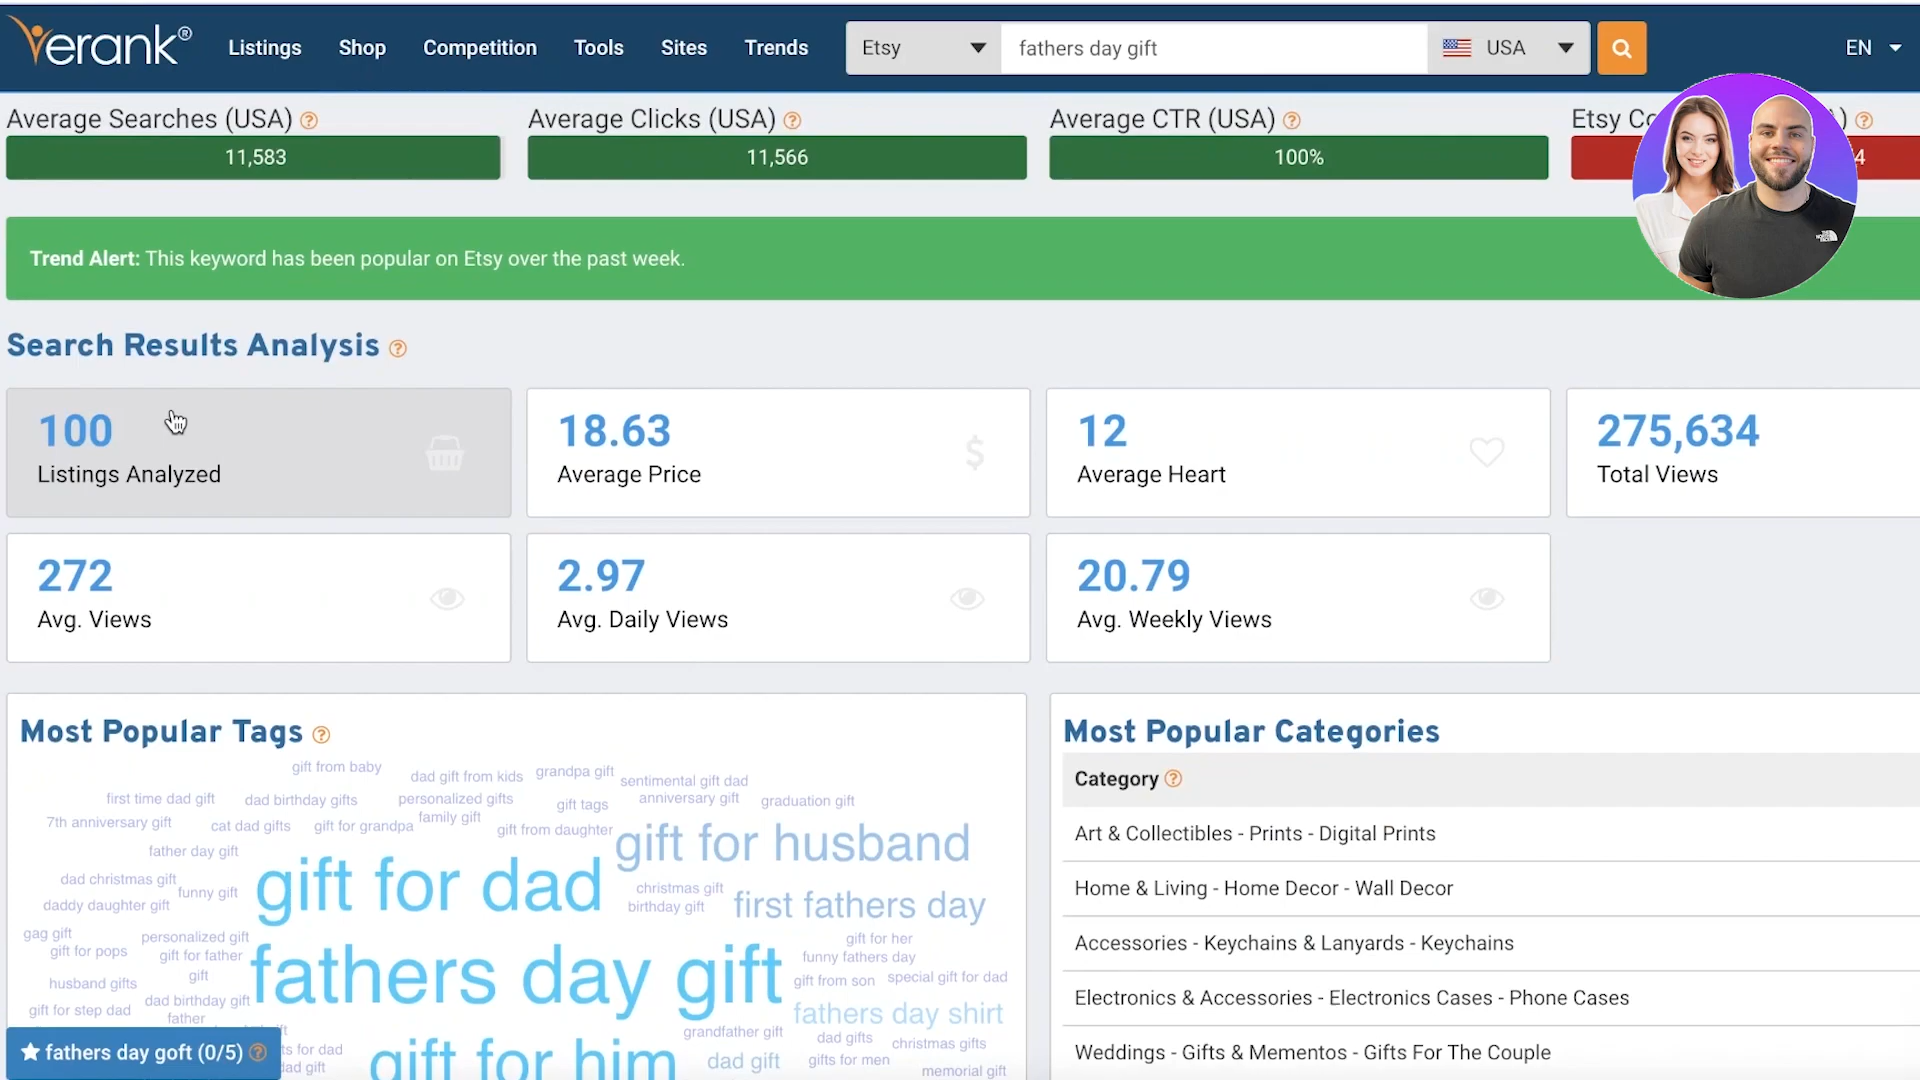 erank®
Listings Shop Competition Tools Sites Trends
Etsy
fathers day gift
USA
EN
Average Searches (USA)
11,583
Average Clicks (USA)
11,566
Average CTR (USA)
100%
Etsy Co
4
Trend Alert: This keyword has been popular on Etsy over the past week.
Search Results Analysis
100
Listings Analyzed
18.63
Average Price
12
Average Heart
275,634
Total Views
272
Avg. Views
2.97
Avg. Daily Views
20.79
Avg. Weekly Views
Most Popular Tags
gift from baby
dad gift from kids
grandpa gift
sentimental gift dad
first time dad gift
dad birthday gifts
personalized gifts
gift tags
anniversary gift
graduation gift
7th anniversary gift
cat dad gifts
gift for grandpa
family gift
gift from daughter
gift for husband
father day gift
dad christmas gift
funny gift
gift for dad
christmas gift
birthday gift
daddy daughter gift
first fathers day
gag gift
gift for pops
personalized gift
gift for father
gift
fathers day gift
gift for her
funny fathers day
gift from son
special gift for dad
husband gifts
gift for step dad
dad birthday gift
father
fathers day shirt
grandfather gift
dad gifts
christmas gifts
ts for dad
dad gift
gift for him
dad gift
gifts for men
memorial gift
fathers day goft (0/5)
Most Popular Categories
Category
Art & Collectibles - Prints - Digital Prints
Home & Living - Home Decor - Wall Decor
Accessories - Keychains & Lanyards - Keychains
Electronics & Accessories - Electronics Cases - Phone Cases
Weddings - Gifts & Mementos - Gifts For The Couple